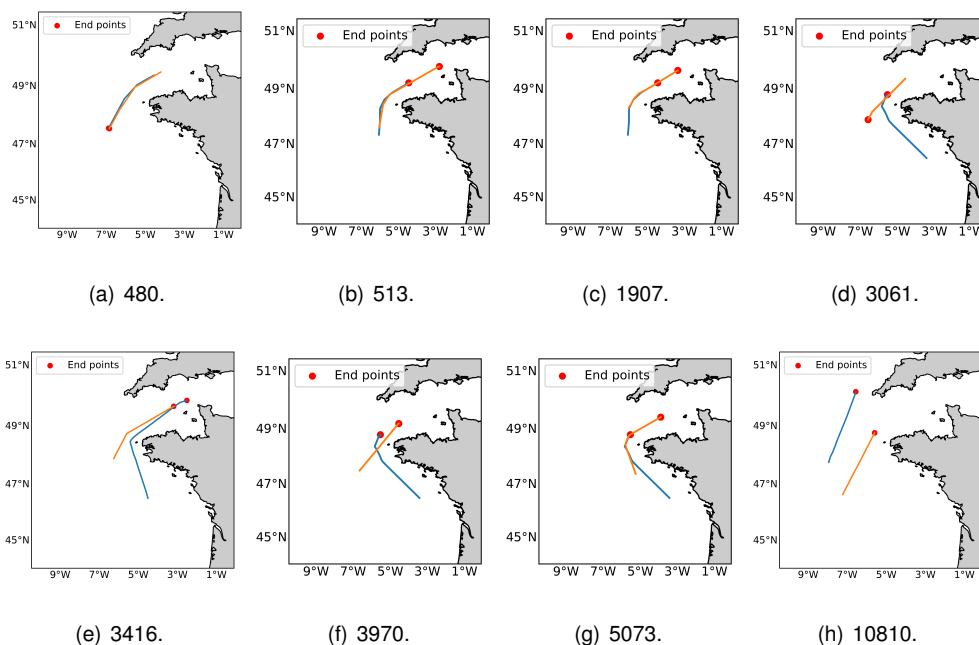 51°N
End points
49°N
47°N
45°N
9°W 7°W 5°W 3°W 1°W
(a) 480.
51°N
End points
49°N
47°N
45°N
9°W 7°W 5°W 3°W 1°W
(b) 513.
51°N
End points
49°N
47°N
45°N
9°W 7°W 5°W 3°W 1°W
(c) 1907.
51°N
End points
49°N
47°N
45°N
9°W 7°W 5°W 3°W 1°W
(d) 3061.
51°N
End points
49°N
47°N
45°N
9°W 7°W 5°W 3°W 1°W
(e) 3416.
51°N
End points
49°N
47°N
45°N
9°W 7°W 5°W 3°W 1°W
(f) 3970.
51°N
End points
49°N
47°N
45°N
9°W 7°W 5°W 3°W 1°W
(g) 5073.
51°N
End points
49°N
47°N
45°N
9°W 7°W 5°W 3°W 1°W
(h) 10810.